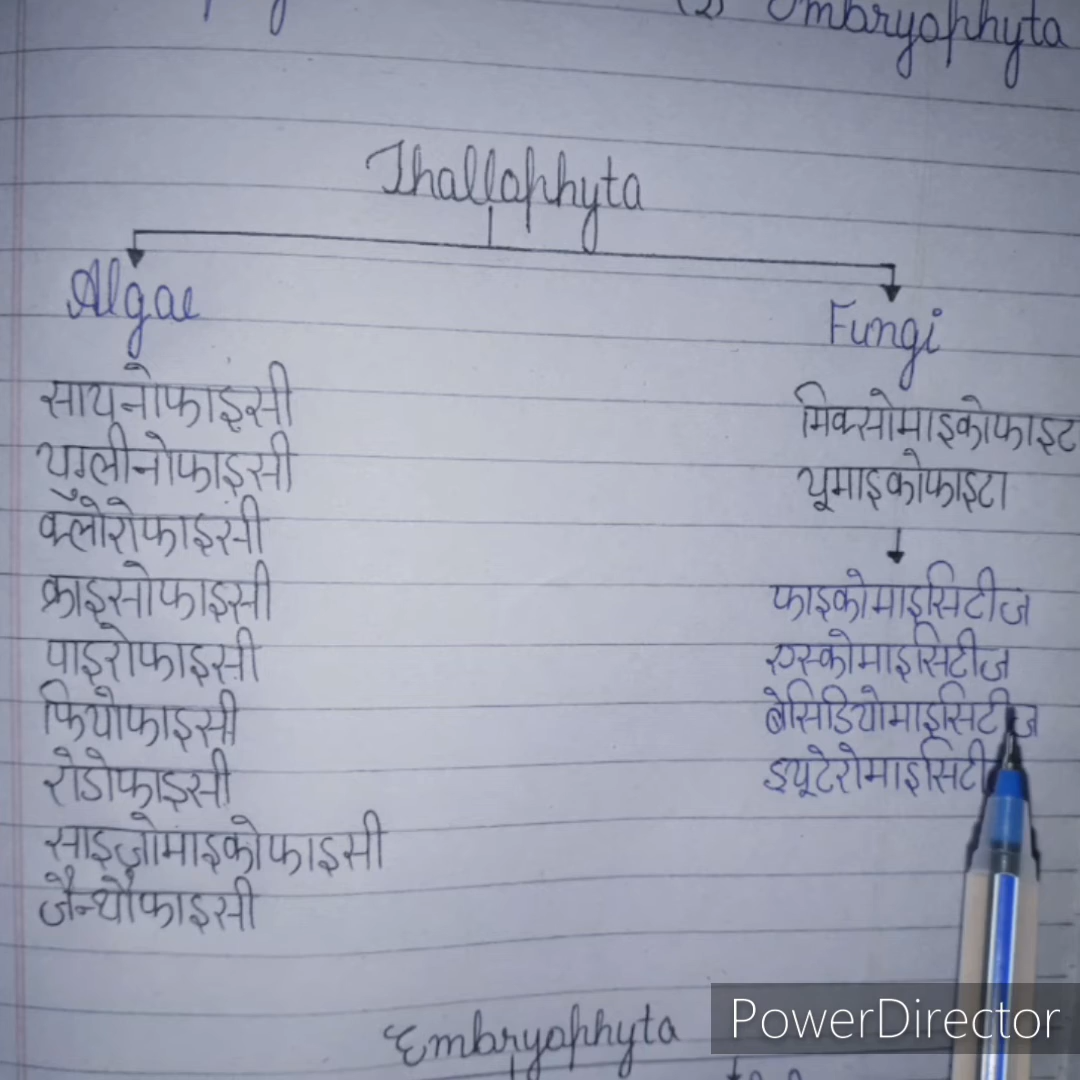 (2) Embryophyta
Thallophyta
Algae
Fungi
सायनोफाइसी
युग्लीनोफाइसी
क्लोरोफाइसी
क्राइसोफाइसी
पाइरोफाइसी
फियोफाइसी
रोडोफाइसी
साइजोमाइकोफाइसी
जैन्थोफाइसी
मिक्सोमाइकोफाइट
यूमाइकोफाइटा
फाइकोमाइसिटीज
एस्कोमाइसिटीज
बेसिडियोमाइसिटीज
ड्यूटेरोमाइसिटी
Embryophyta
PowerDirector